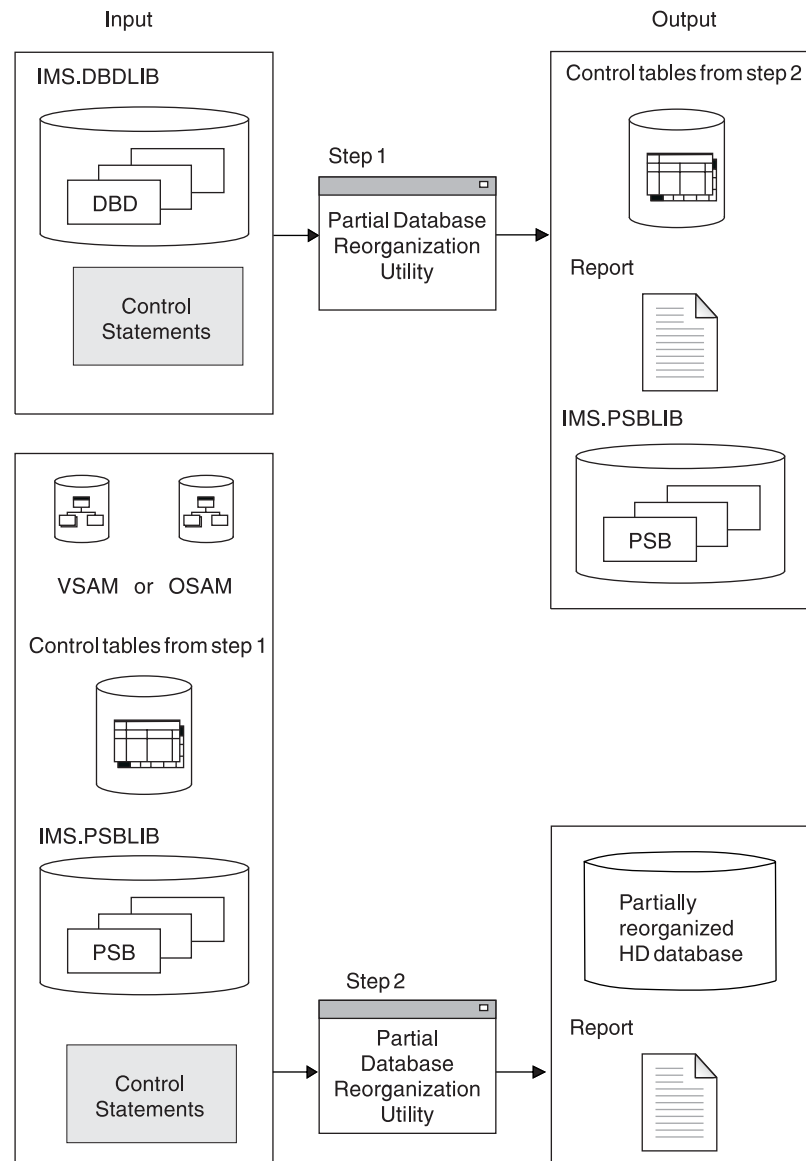 Input
Output
IMS.DBDLIB
DBD
Control
Statements
Step 1
Partial Database
Reorganization
Utility
Control tables from step 2
Report
IMS.PSBLIB
PSB
VSAM or OSAM
Control tables from step 1
IMS.PSBLIB
PSB
Control
Statements
Step 2
Partial
Database
Reorganization
Utility
Partially
reorganized
HD database
Report